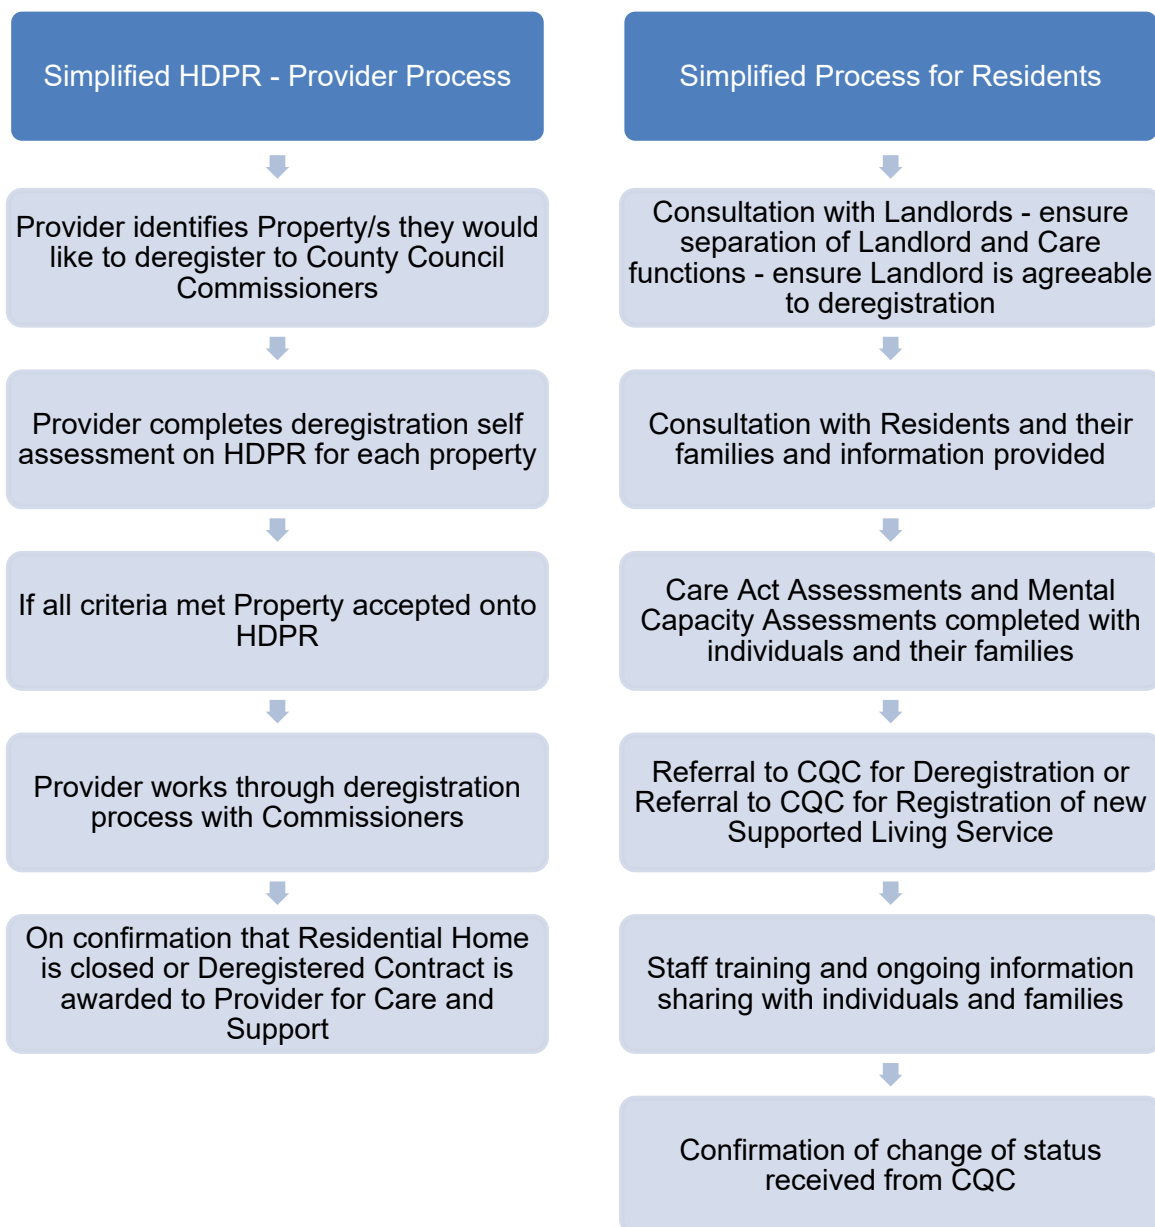 Simplified HDPR - Provider Process
Provider identifies Property/s they would
like to deregister to County Council
Commissioners
Provider completes deregistration self
assessment on HDPR for each property
If all criteria met Property accepted onto
HDPR
Provider works through deregistration
process with Commissioners
On confirmation that Residential Home
is closed or Deregistered Contract is
awarded to Provider for Care and
Support
Simplified Process for Residents
Consultation with Landlords - ensure
separation of Landlord and Care
functions - ensure Landlord is agreeable
to deregistration
Consultation with Residents and their
families and information provided
Care Act Assessments and Mental
Capacity Assessments completed with
individuals and their families
Referral to CQC for Deregistration or
Referral to CQC for Registration of new
Supported Living Service
Staff training and ongoing information
sharing with individuals and families
Confirmation of change of status
received from CQC